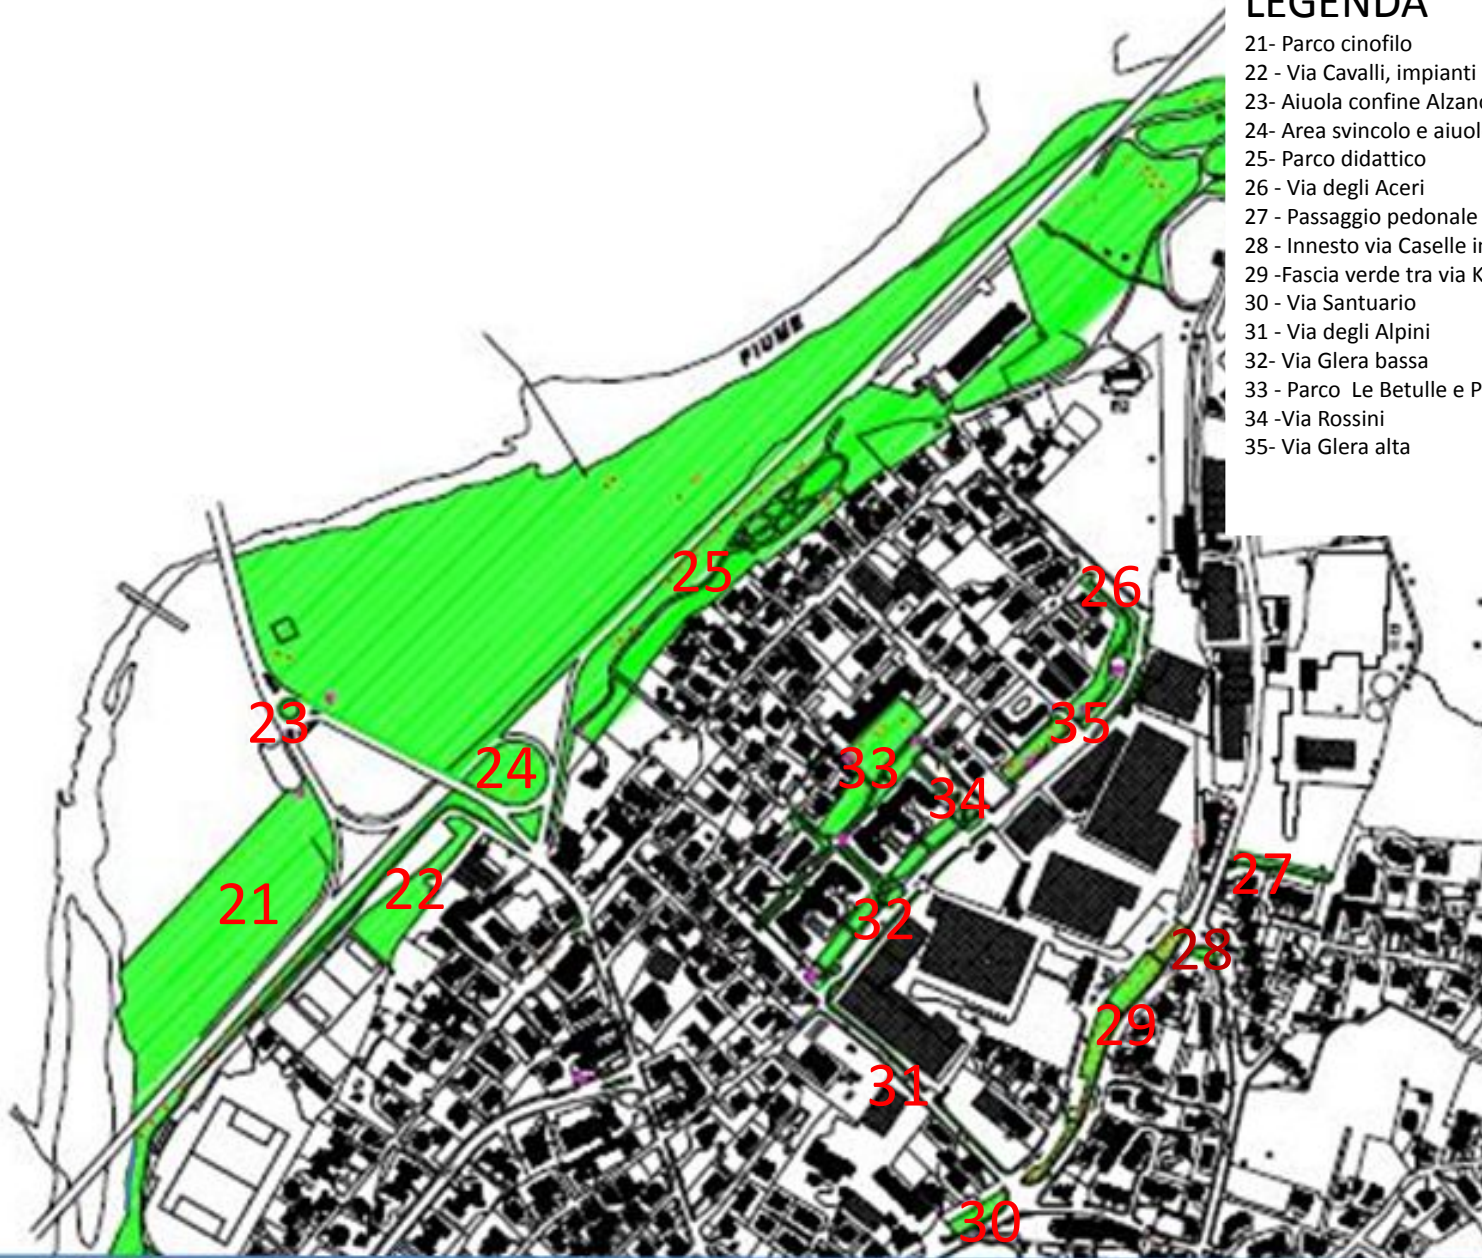 LEGENDA
21- Parco cinofilo
22 - Via Cavalli, impianti
23- Aiuola confine Alzan
24- Area svincolo e aiuol
25- Parco didattico
26 - Via degli Aceri
27 - Passaggio pedonale
28 - Innesto via Caselle i
29 -Fascia verde tra via K
30 - Via Santuario
31 - Via degli Alpini
32- Via Glera bassa
33 - Parco Le Betulle e P
34 -Via Rossini
35- Via Glera alta
FIUME
25
26
23
24
33
35
34
21
22
32
27
28
29
31
30